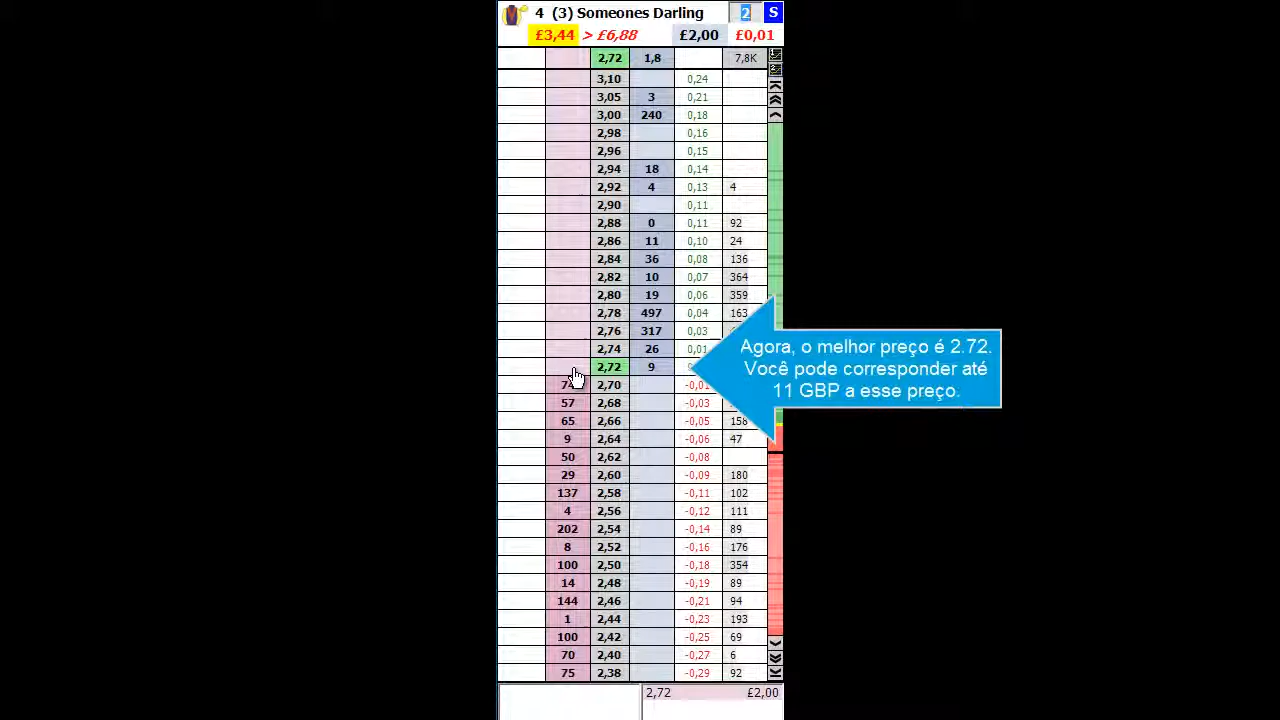 4 (3) Someones Darling 2 S
£3,44 > £6,88 £2,00 £0,01
2,72 1,8 7,8K
3,10 0,24
3,05 3 0,21
3,00 240 0,18
2,98 0,16
2,96 0,15
2,94 18 0,14
2,92 4 0,13 4
2,90 0,11
2,88 0 0,11 92
2,86 11 0,10 24
2,84 36 0,08 136
2,82 10 0,07 364
2,80 19 0,06 359
2,78 497 0,04 163
2,76 317 0,03
2,74 26 0,01
2,72 9
2,70 -0,01
57 2,68 -0,03
65 2,66 -0,05 158
9 2,64 -0,06 47
50 2,62 -0,08
29 2,60 -0,09 180
137 2,58 -0,11 102
4 2,56 -0,12 111
202 2,54 -0,14 89
8 2,52 -0,16 176
100 2,50 -0,18 354
14 2,48 -0,19 89
144 2,46 -0,21 94
1 2,44 -0,23 193
100 2,42 -0,25 69
70 2,40 -0,27 6
75 2,38 -0,29 92
2,72 £2,00
Agora, o melhor preço é 2.72.
Você pode corresponder até
11 GBP a esse preço.